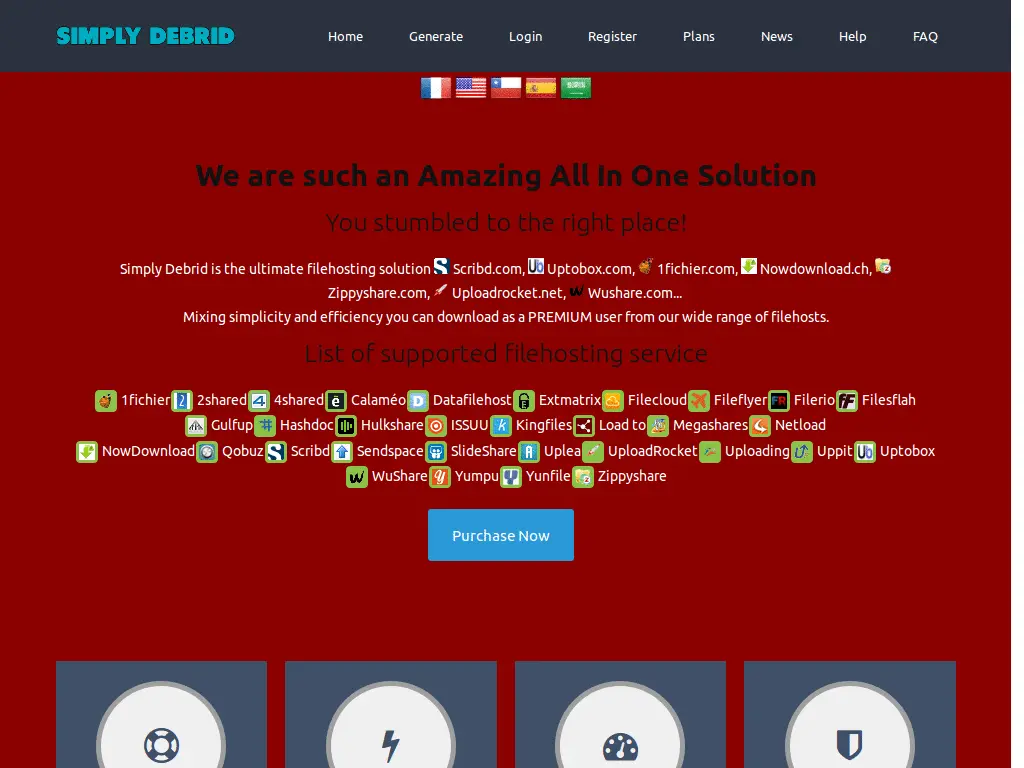 SIMPLY DEBRID Home Generate Login Register Plans News Help FAQ
We are such an Amazing All In One Solution
You stumbled to the right place!
Simply Debrid is the ultimate filehosting solution Scribd.com, Uptobox.com, 1fichier.com, Nowdownload.ch,
Zippyshare.com, Uploadrocket.net, Wushare.com...
Mixing simplicity and efficiency you can download as a PREMIUM user from our wide range of filehosts.
List of supported filehosting service
1fichier 2shared 4shared Calaméo Datafilehost Extmatrix Filecloud Fileflyer Filerio Filesflah
Gulfup Hashdoc Hulkshare ISSUU Kingfiles Load to Megashares Netload
NowDownload Qobuz Scribd Sendspace SlideShare Uplea UploadRocket Uploading Uppit Uptobox
WuShare Yumpu Yunfile Zippyshare
Purchase Now